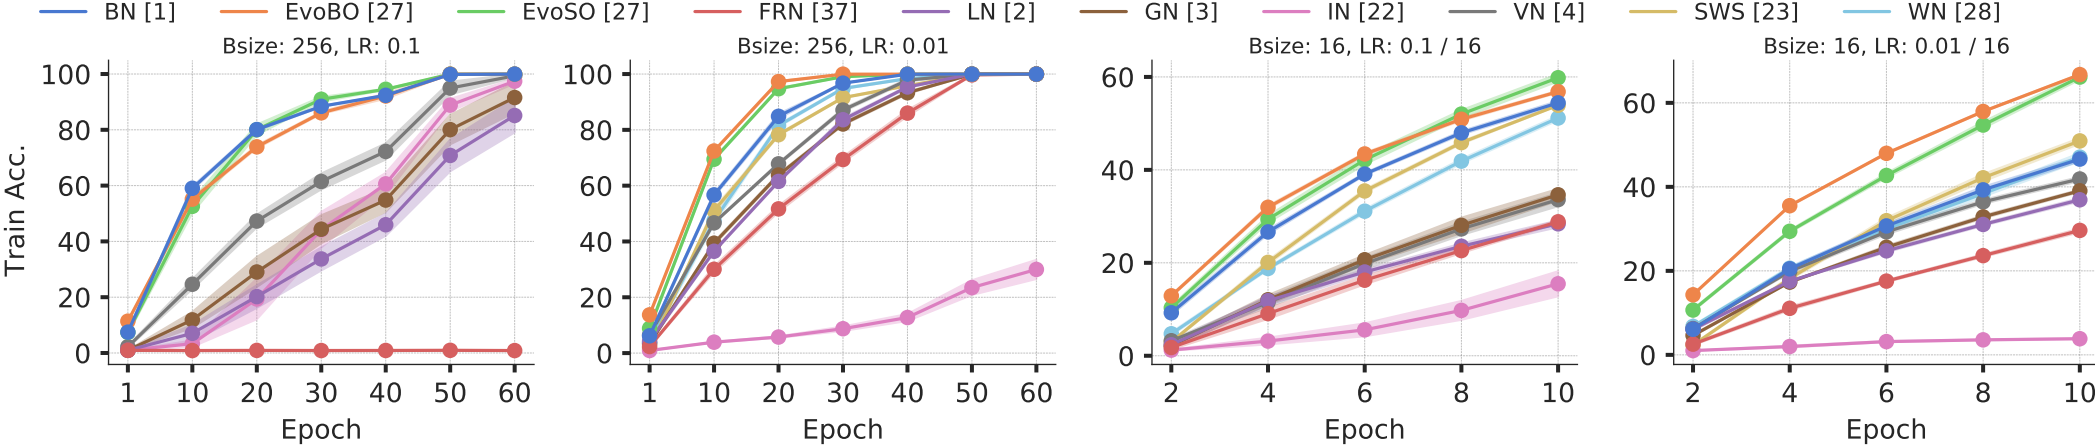 BN [1] EvoBO [27] EvoSO [27] FRN [37] LN [2] GN [3] IN [22] VN [4] SWS [23] WN [28]
Bsize: 256, LR: 0.1 Bsize: 256, LR: 0.01 Bsize: 16, LR: 0.1 / 16 Bsize: 16, LR: 0.01 / 16
Train Acc.
100
80
60
40
20
0
1 10 20 30 40 50 60
Epoch
100
80
60
40
20
0
1 10 20 30 40 50 60
Epoch
60
40
20
0
2 4 6 8 10
Epoch
60
40
20
0
2 4 6 8 10
Epoch